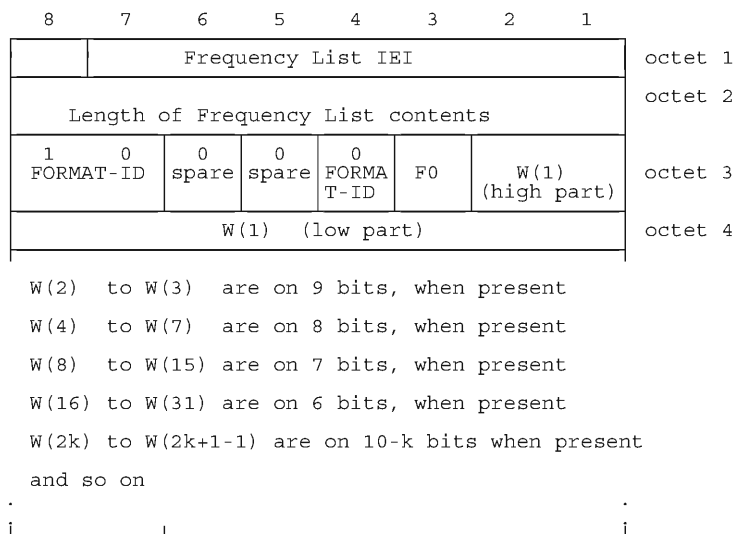 8 7 6 5 4 3 2 1
Frequency List IEI octet 1
octet 2
Length of Frequency List contents
1 0 0 0 0
FORMAT-ID spare spare FORMA F0 W(1) octet 3
T-ID (high part)
W(1) (low part) octet 4
W(2) to W(3) are on 9 bits, when present
W(4) to W(7) are on 8 bits, when present
W(8) to W(15) are on 7 bits, when present
W(16) to W(31) are on 6 bits, when present
W(2k) to W(2k+1-1) are on 10-k bits when present
and so on